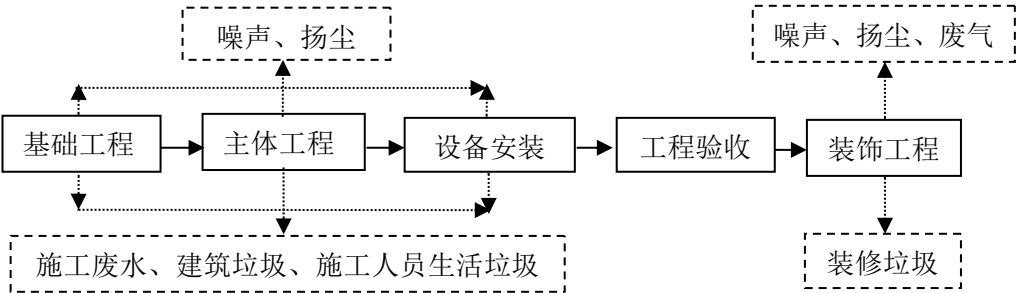 噪声、扬尘
噪声、扬尘、废气
基础工程
主体工程
设备安装
工程验收
装饰工程
施工废水、建筑垃圾、施工人员生活垃圾
装修垃圾